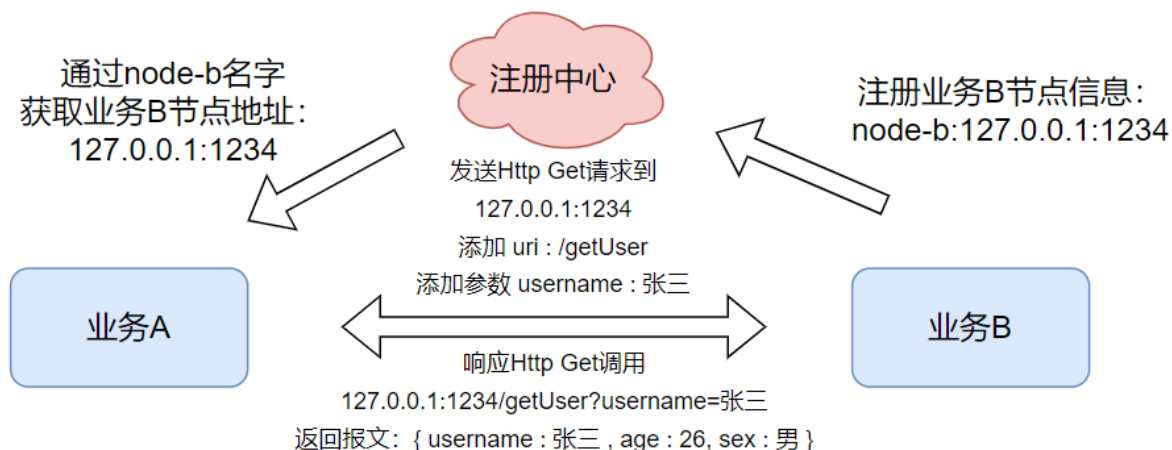 通过node-b名字
获取业务B节点地址：
127.0.0.1:1234
注册中心
注册业务B节点信息：
node-b:127.0.0.1:1234
发送Http Get请求到
127.0.0.1:1234
添加 uri : /getUser
添加参数 username : 张三
业务A
业务B
响应Http Get调用
127.0.0.1:1234/getUser?username=张三
返回报文：{ username : 张三 , age : 26, sex : 男 }